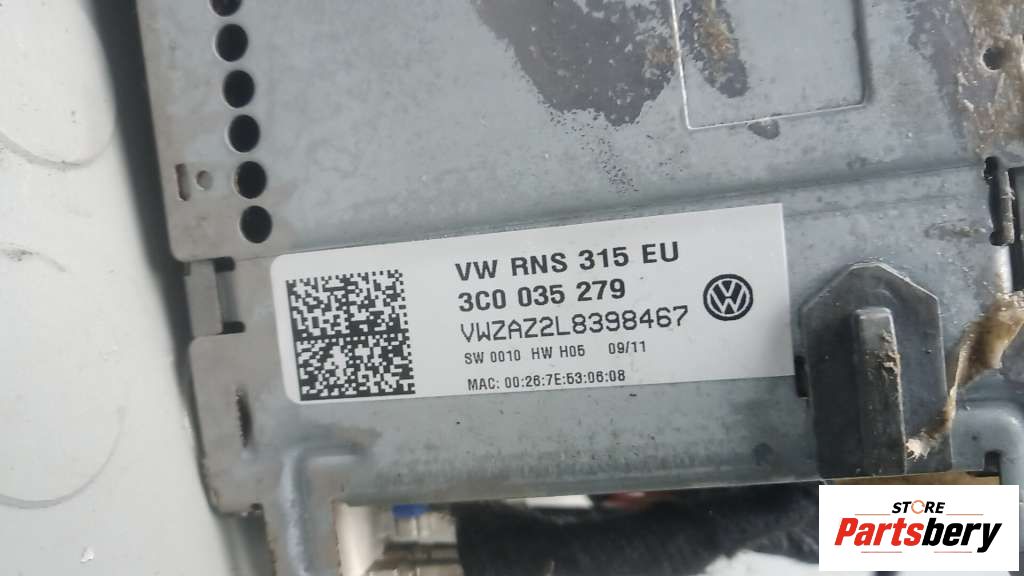 VW RNS 315 EU
3C0 035 279
VWZAZ2L8398467
SW 0010 HW H05 09/11
MAC: 00:26:7E:53:06:08
STORE
Partsbery